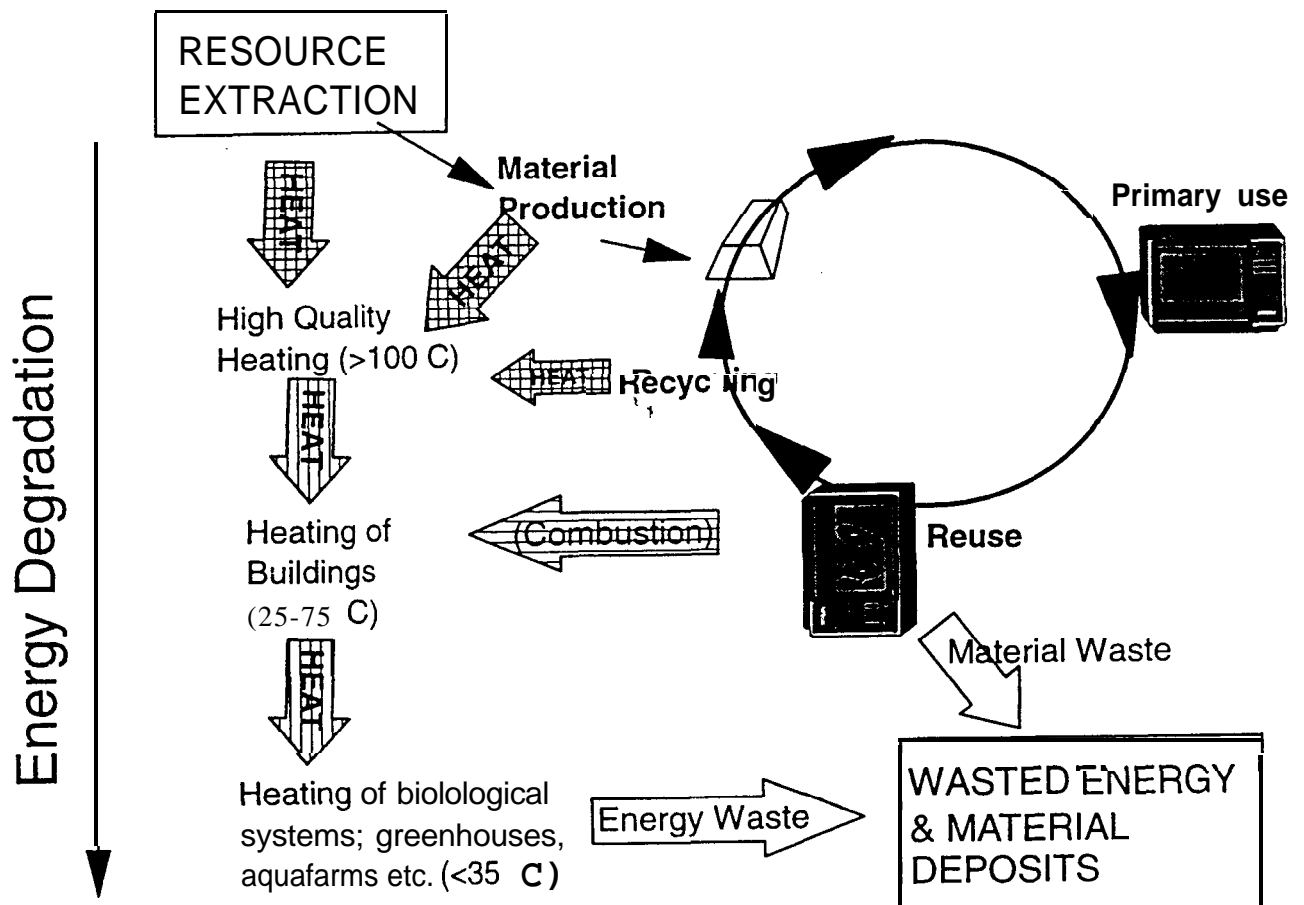 RESOURCE
EXTRACTION
HEAT
Material
Production
HEAT
Primary use
High Quality
Heating (>100 C)
HEAT
Recycling
HEAT
Heating of
Buildings
(25-75 C)
(Combustion)
Reuse
HEAT
Material Waste
Heating of biolological
systems; greenhouses,
aquafarms etc. (<35 C)
Energy Waste
WASTED ENERGY
& MATERIAL
DEPOSITS
Energy Degradation